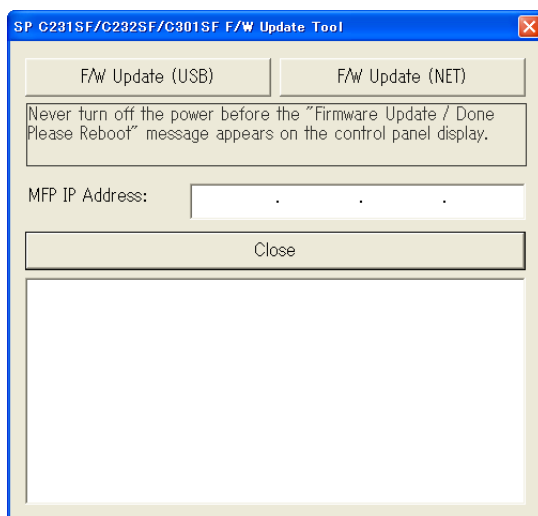 SP C231SF/C232SF/C301SF F/W Update Tool
F/W Update (USB)
F/W Update (NET)
Never turn off the power before the "Firmware Update / Done
Please Reboot" message appears on the control panel display.
MFP IP Address:
. . .
Close